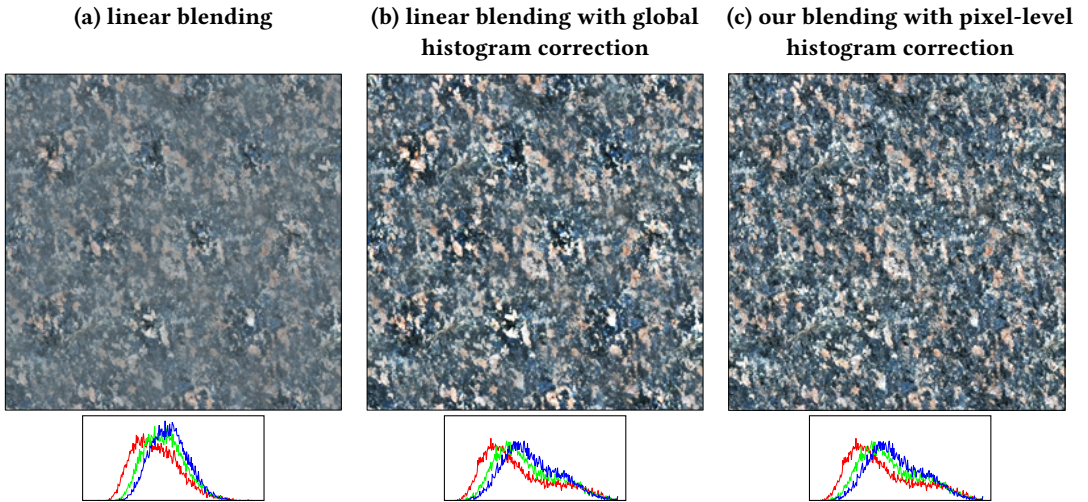 (a) linear blending
(b) linear blending with global
histogram correction
(c) our blending with pixel-level
histogram correction